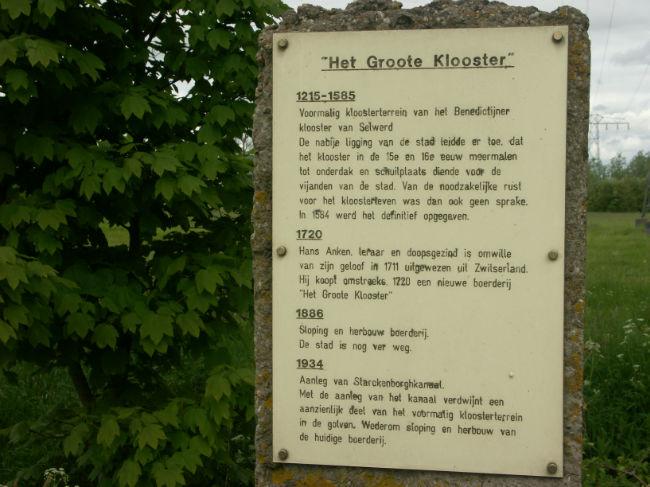 "Het Groote Klooster"
1215-1585
Voormalig kloosterterrein van het Benedictijner
klooster van Selwerd
De nabije ligging van de stad leidde er toe, dat
het klooster in de 15e en 16e eeuw meermalen
tot onderdak en schuilplaats diende voor de
vijanden van de stad. Van de noodzakelijke rust
voor het kloosterleven was dan ook geen sprake.
In 1584 werd het definitief opgegeven.
1720
Hans Anken, leraar en doopsgezind is omwille
van zijn geloof in 1711 uitgewezen uit Zwitserland.
Hij koopt omstreeks 1720 een nieuwe boerderij
"Het Groote Klooster"
1886
Sloping en herbouw boerderij.
De stad is nog ver weg.
1934
Aanleg van Starckenborghkanaal.
Met de aanleg van het kanaal verdwijnt een
aanzienlijk deel van het voormalig kloosterterrein
in de golven. Wederom sloping en herbouw van
de huidige boerderij.